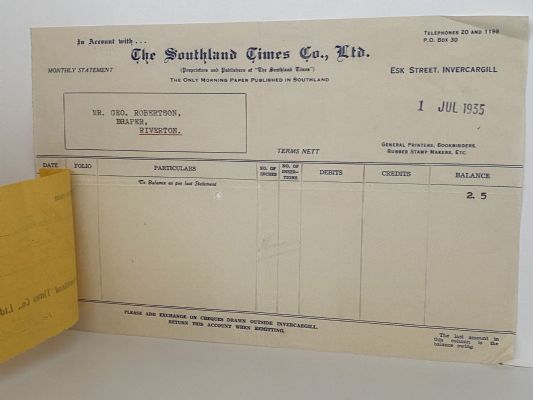 In Account with...
TELEPHONES 20 AND 1198
P.O. BOX 30
The Southland Times Co., Ltd.
(Proprietors and Publishers of "The Southland Times")
MONTHLY STATEMENT
ESK STREET, INVERCARGILL
THE ONLY MORNING PAPER PUBLISHED IN SOUTHLAND
1 JUL 1935
MR. GEO. ROBERTSON,
DRAPER,
RIVERTON.
TERMS NETT
GENERAL PRINTERS, BOOKBINDERS,
RUBBER STAMP MAKERS, ETC.
DATE FOLIO PARTICULARS NO. OF INCHES NO. OF INSERTIONS DEBITS CREDITS BALANCE
To Balance as per last Statement
2. 5
PLEASE ADD EXCHANGE ON CHEQUES DRAWN OUTSIDE INVERCARGILL.
RETURN THIS ACCOUNT WHEN REMITTING.
The last amount in
this column is the
balance owing